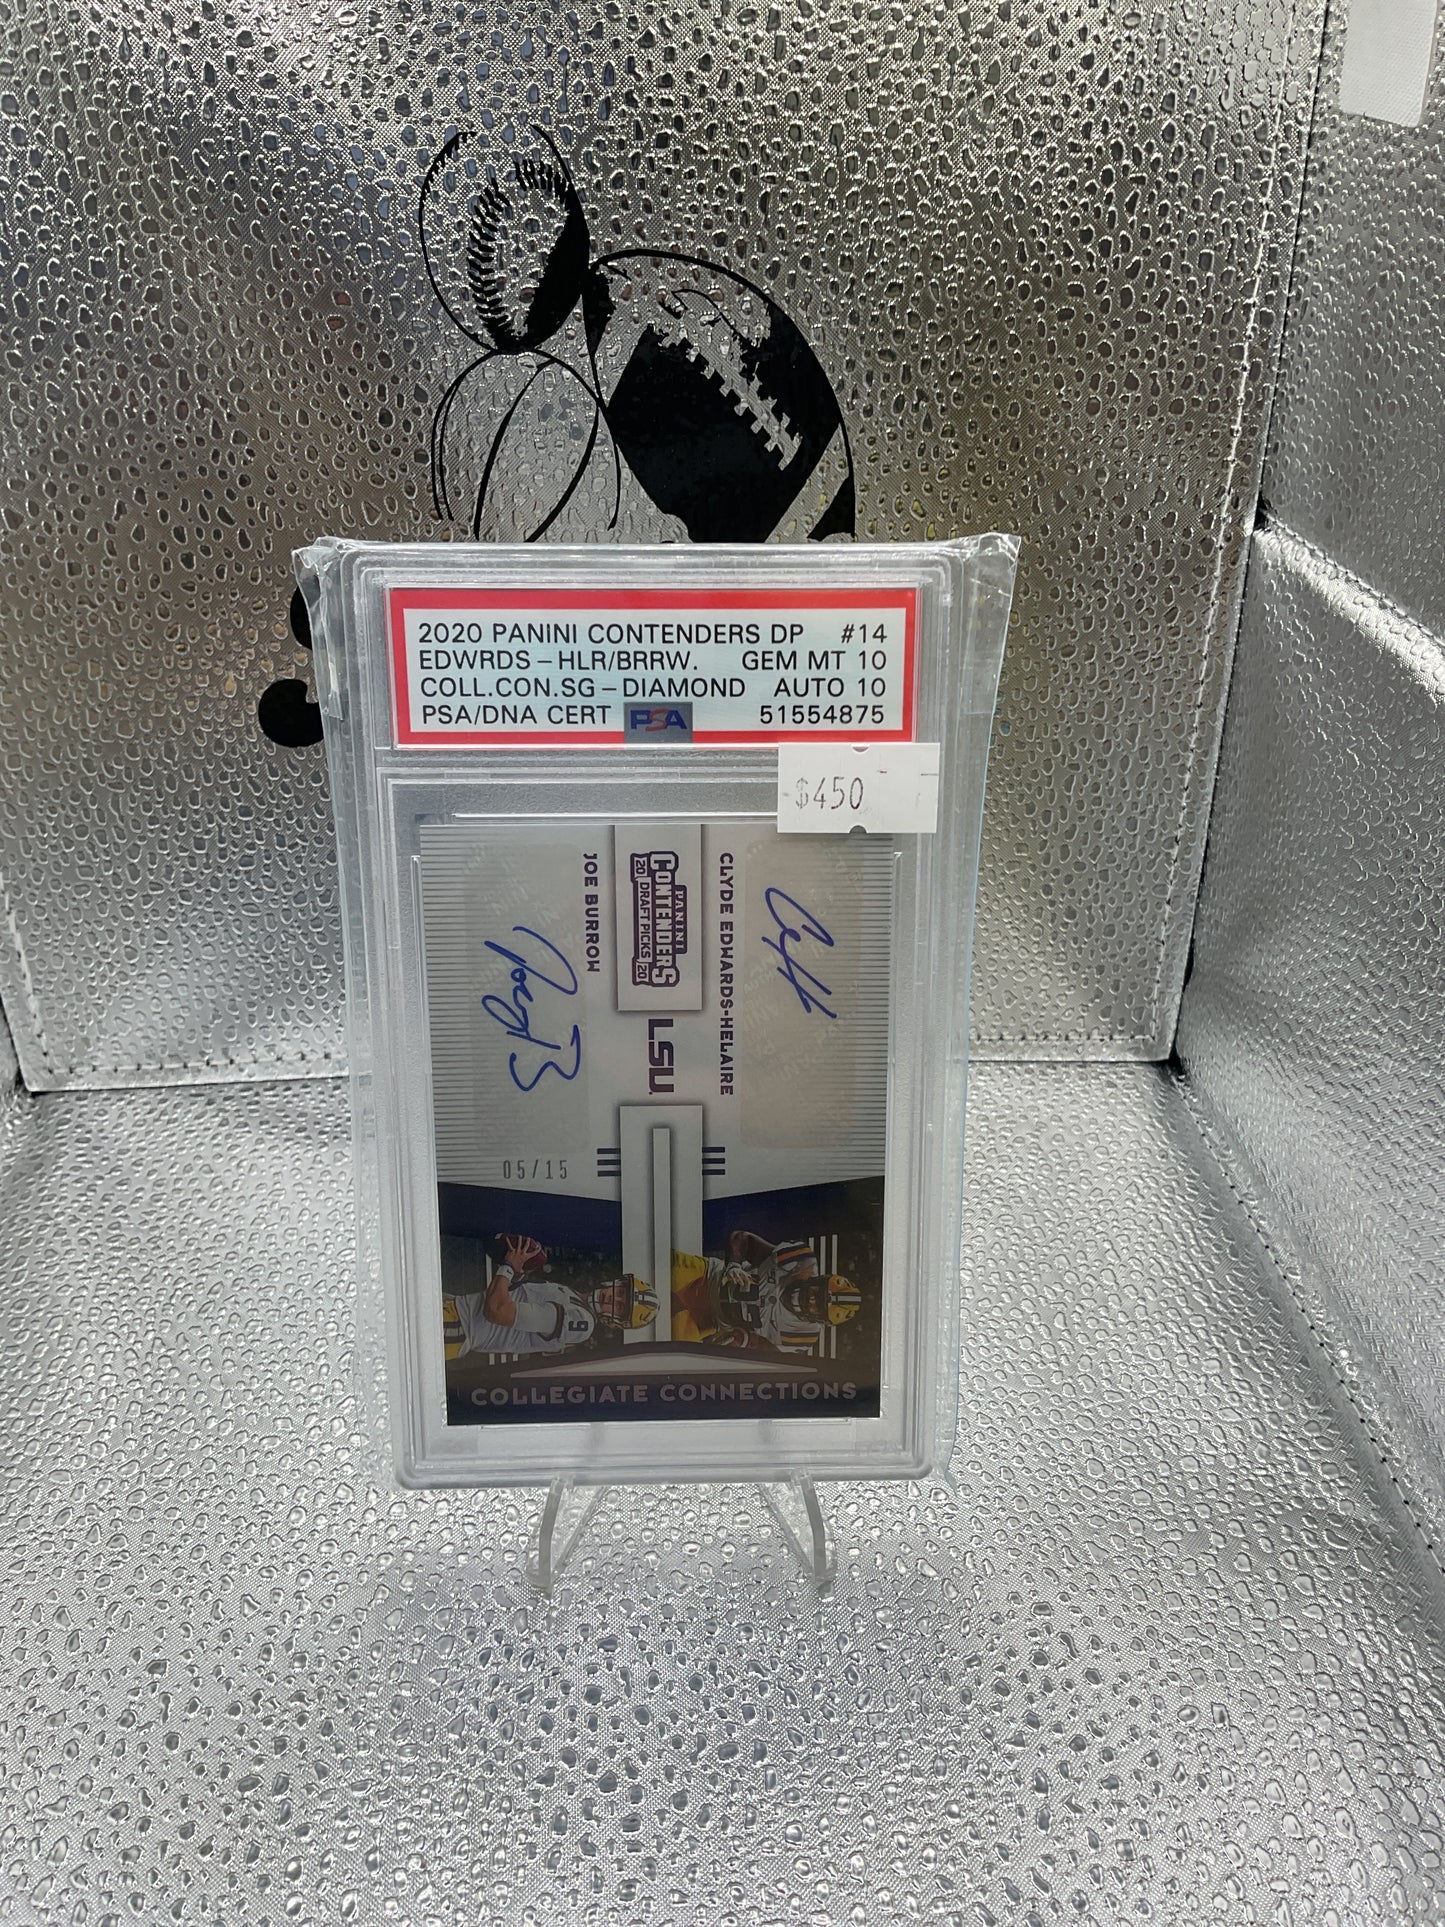 2020 PANINI CONTENDERS DP #14
EDWRDS-HLR/BRRW. GEM MT 10
COLL.CON.SG-DIAMOND AUTO 10
PSA/DNA CERT PSA 51554875
$450
CLYDE EDWARDS-HELAIRE
PANINI
CONTENDERS
20 DRAFT PICKS 20
LSU
JOE BURROW
Joey B
05/15
9
COLLEGIATE CONNECTIONS